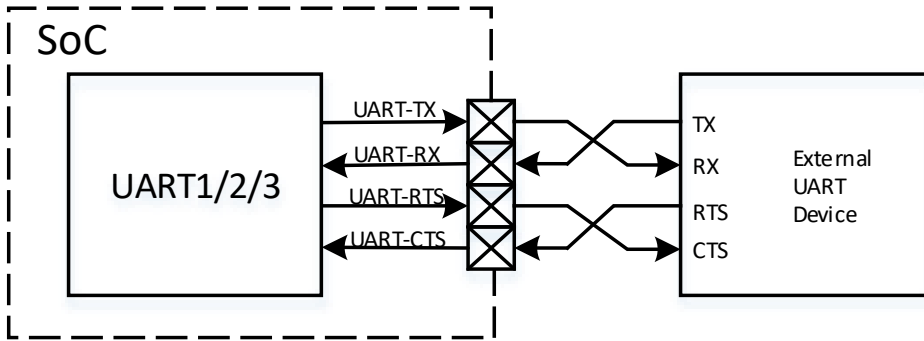 SoC
UART1/2/3
UART-TX
UART-RX
UART-RTS
UART-CTS
TX
RX
RTS
CTS
External
UART
Device